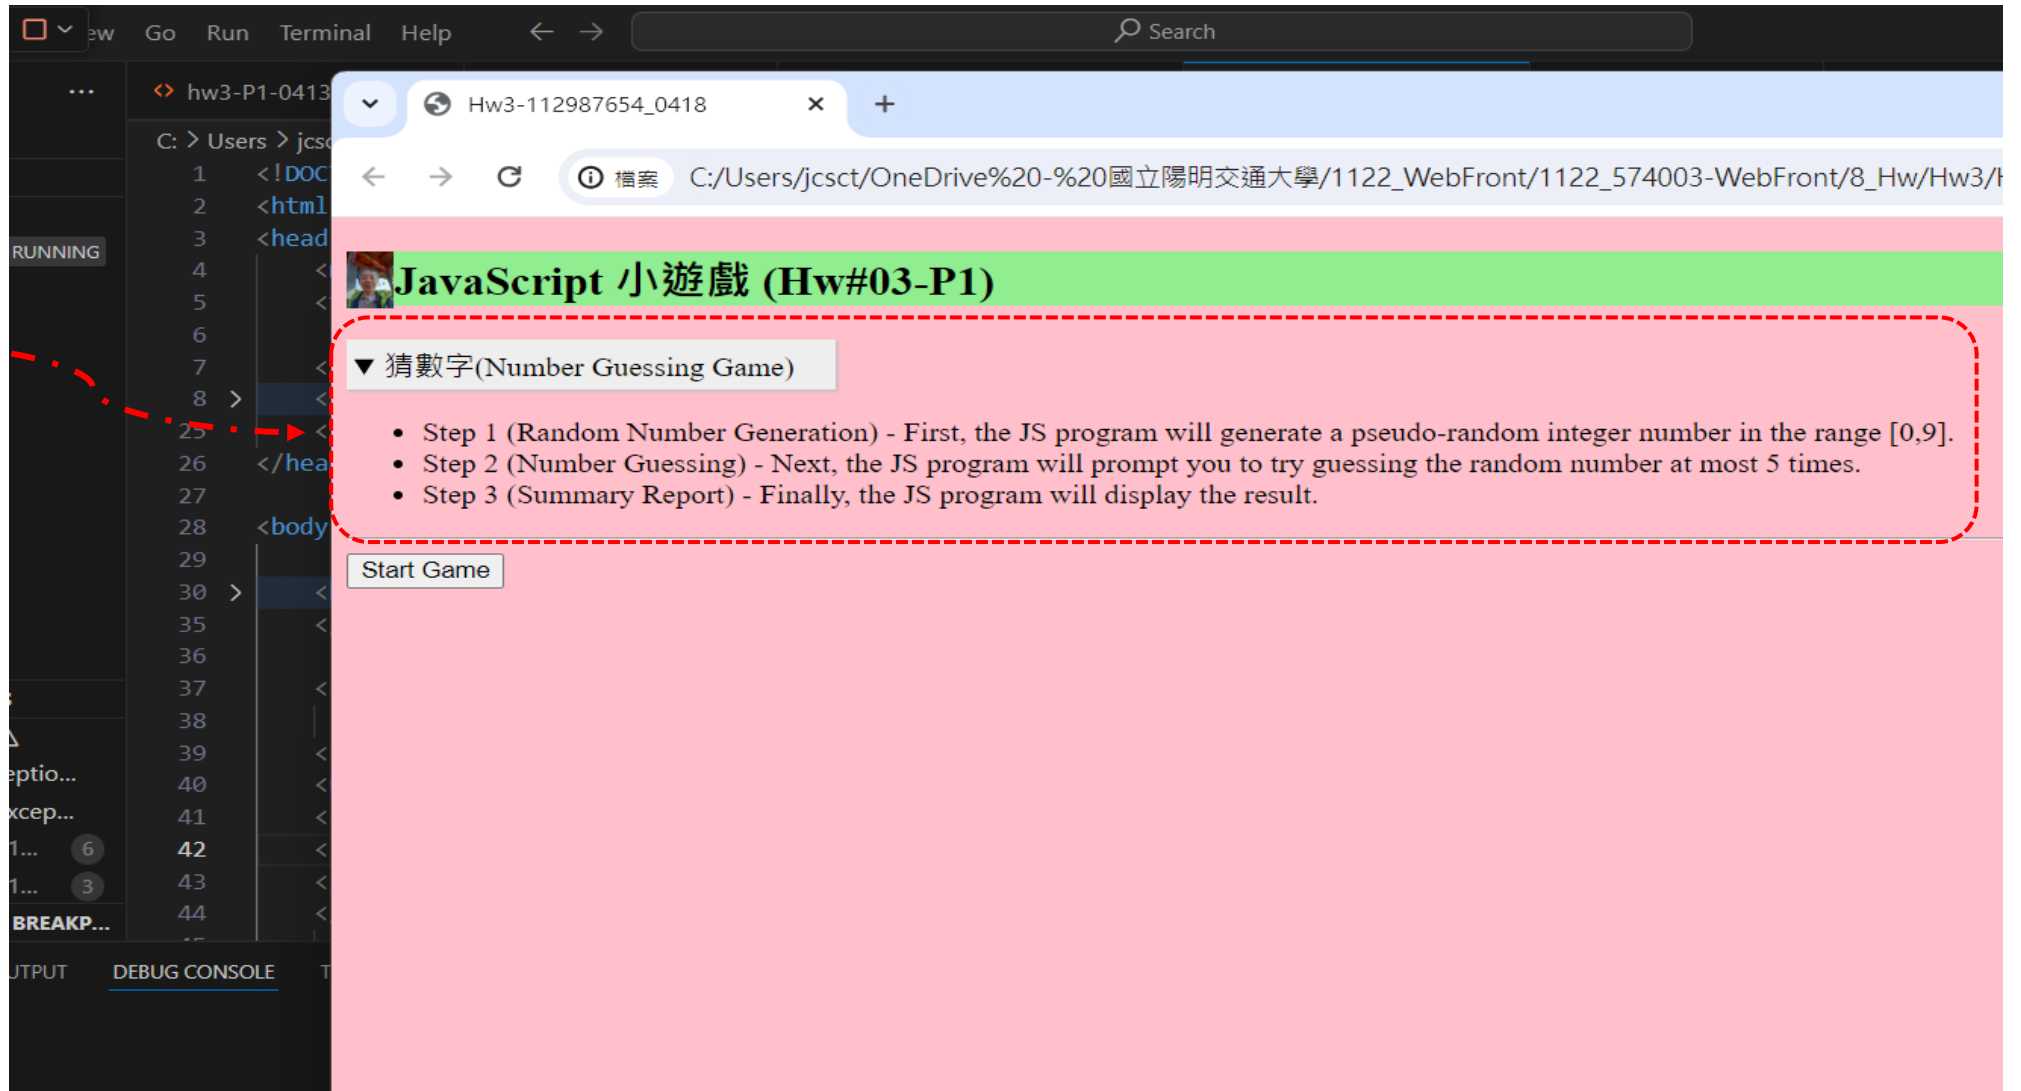 Go Run Terminal Help Search
hw3-P1-0413
Hw3-112987654_0418
C: > Users > jcsc
檔案 C:/Users/jcsct/OneDrive%20-%20國立陽明交通大學/1122_WebFront/1122_574003-WebFront/8_Hw/Hw3/
RUNNING
1 <!DOC
2 <html
3 <head
4 <
5 <
6
7 <
8 > <
25 <
26 </hea
27
28 <body
29
30 > <
35 <
36
37 <
38
39 <
40 <
41 <
42 <
43 <
44 <
JavaScript 小遊戲 (Hw#03-P1)
▼ 猜數字(Number Guessing Game)
• Step 1 (Random Number Generation) - First, the JS program will generate a pseudo-random integer number in the range [0,9].
• Step 2 (Number Guessing) - Next, the JS program will prompt you to try guessing the random number at most 5 times.
• Step 3 (Summary Report) - Finally, the JS program will display the result.
Start Game
eptio...
xcep...
1... 6
1... 3
BREAKP...
UTPUT DEBUG CONSOLE